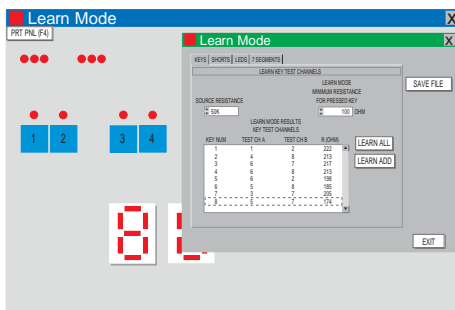 Learn Mode X
PRT PNL (F4)
Learn Mode X
KEYS SHORTS LEDS 7 SEGMENTS
LEARN KEY TEST CHANNELS
LEARN MODE
MINIMUM RESISTANCE
SOURCE RESISTANCE FOR PRESSED KEY
50K 100 OHM
SAVE FILE
LEARN MODE RESULTS
KEY TEST CHANNELS
KEY NUM TEST CH A TEST CH B R (OHM)
1 1 2 222
2 4 8 213
3 6 7 217
4 6 8 213
5 6 2 198
6 5 8 185
7 3 7 205
8 5 7 174
LEARN ALL
LEARN ADD
EXIT
1 2 3 4
8